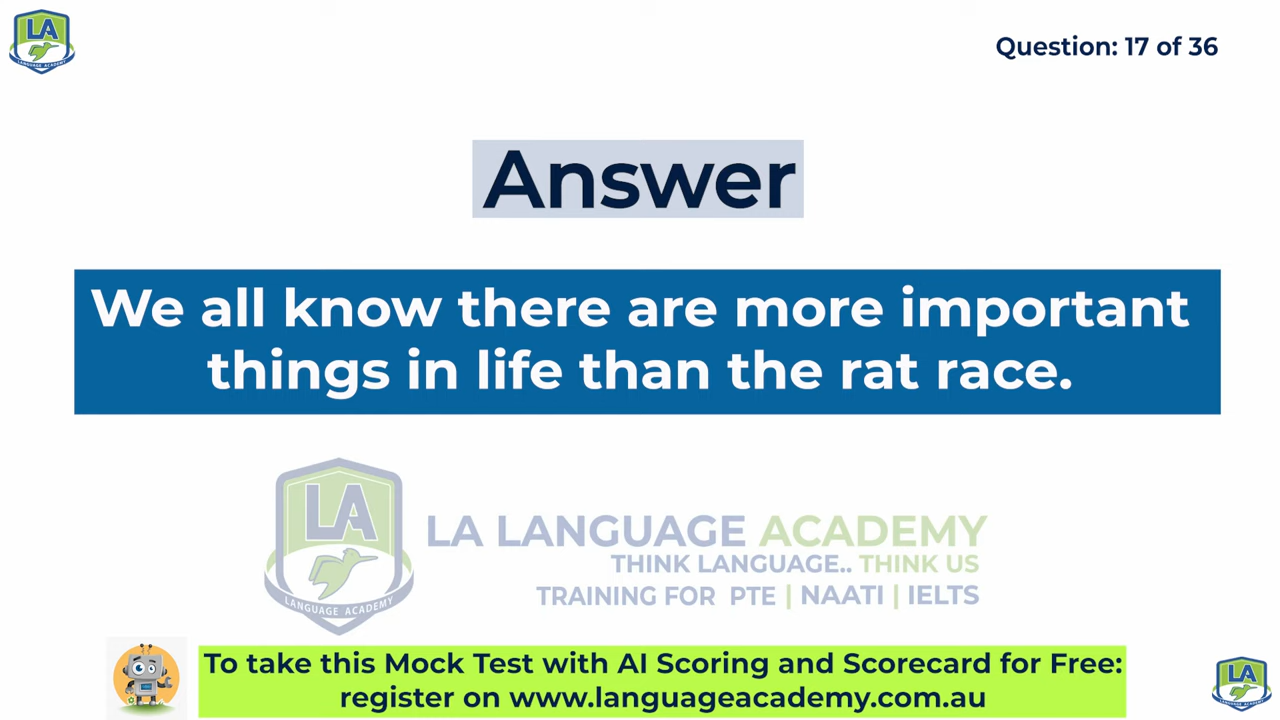 LA
LANGUAGE ACADEMY
Question: 17 of 36
Answer
We all know there are more important
things in life than the rat race.
LA
LANGUAGE ACADEMY
LA LANGUAGE ACADEMY
THINK LANGUAGE.. THINK US
TRAINING FOR PTE | NAATI | IELTS
To take this Mock Test with AI Scoring and Scorecard for Free:
register on www.languageacademy.com.au
LA
LANGUAGE ACADEMY